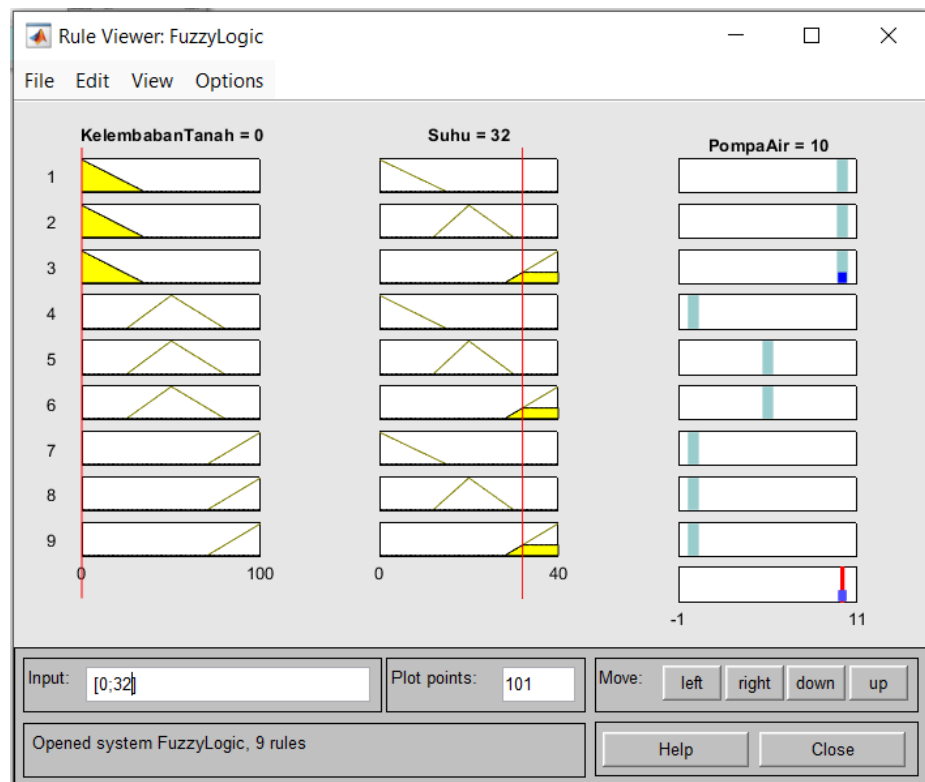 Rule Viewer: FuzzyLogic
File Edit View Options
KelembabanTanah = 0 Suhu = 32 PompaAir = 10
1
2
3
4
5
6
7
8
9
0 100 0 40
-1 11
Input: [0;32] Plot points: 101 Move: left right down up
Opened system FuzzyLogic, 9 rules Help Close